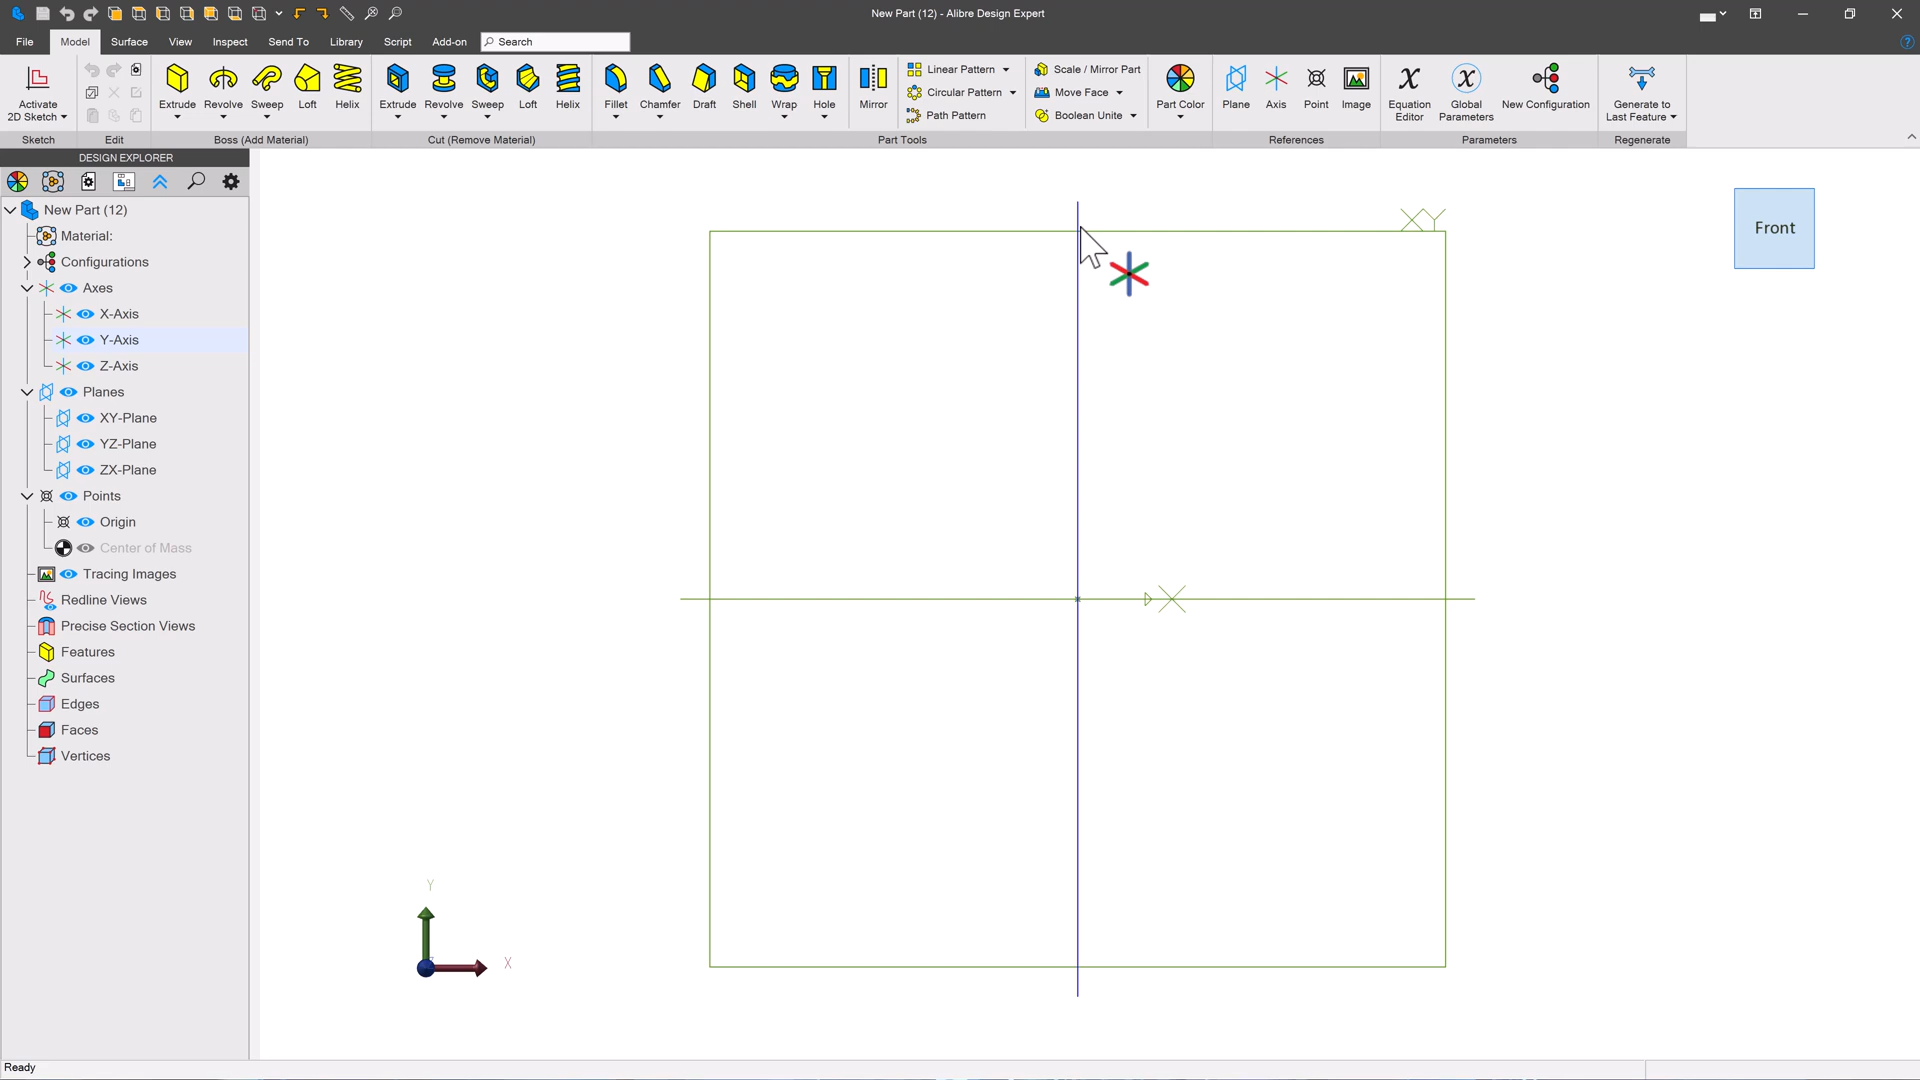 New Part (12) - Alibre Design Expert
File Model Surface View Inspect Send To Library Script Add-on Search
Activate
2D Sketch
Extrude Revolve Sweep Loft Helix
Extrude Revolve Sweep Loft Helix
Fillet Chamfer Draft Shell Wrap Hole
Mirror
Linear Pattern
Circular Pattern
Path Pattern
Scale / Mirror Part
Move Face
Boolean Unite
Part Color
Plane Axis Point Image
Equation
Editor
Global
Parameters
New Configuration
Generate to
Last Feature
Sketch Edit Boss (Add Material) Cut (Remove Material) Part Tools References Parameters Regenerate
DESIGN EXPLORER
New Part (12)
Material:
Configurations
Axes
X-Axis
Y-Axis
Z-Axis
Planes
XY-Plane
YZ-Plane
ZX-Plane
Points
Origin
Center of Mass
Tracing Images
Redline Views
Precise Section Views
Features
Surfaces
Edges
Faces
Vertices
XY
Front
X
Y
X
Ready